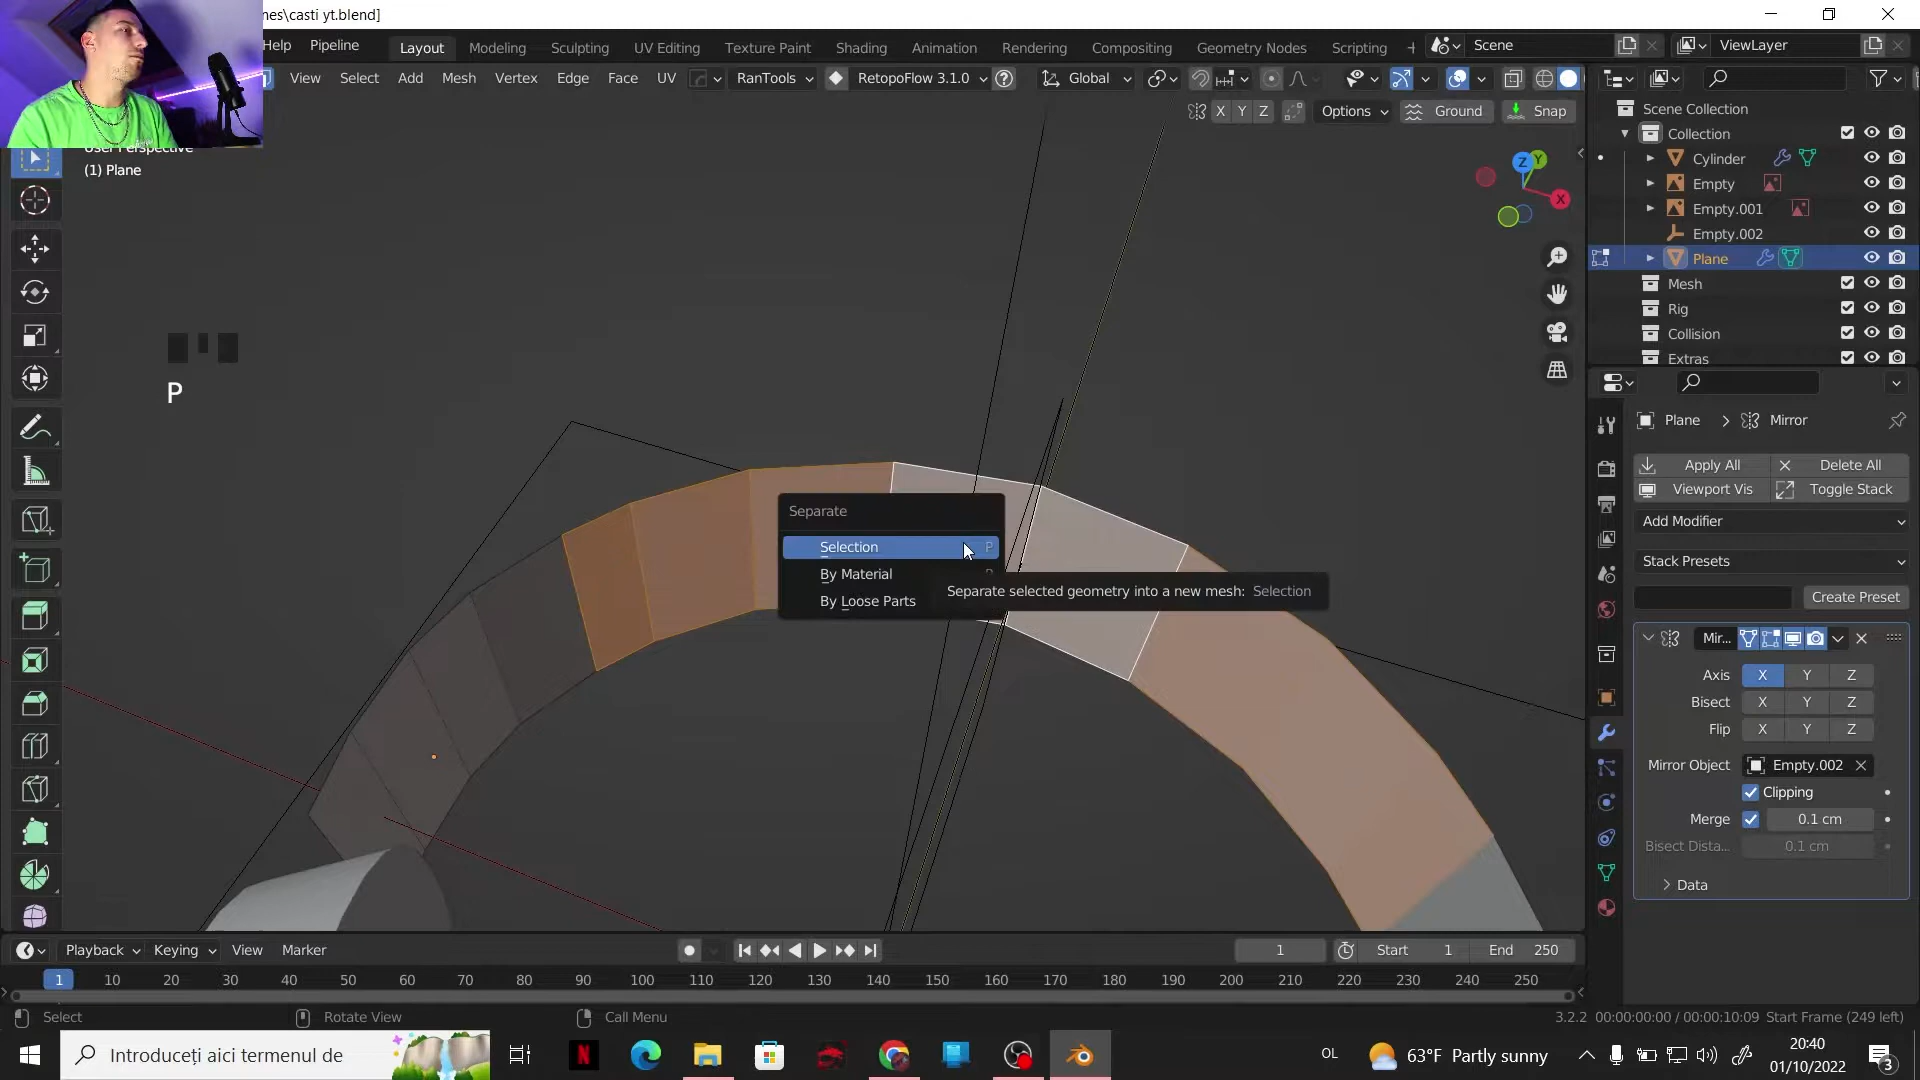 nes\casti yt.blend]
Help Pipeline Layout Modeling Sculpting UV Editing Texture Paint Shading Animation Rendering Compositing Geometry Nodes Scripting + Scene ViewLayer
View Select Add Mesh Vertex Edge Face UV RanTools RetopoFlow 3.1.0 Global
X Y Z Options Ground Snap
User Perspective
(1) Plane
Z Y X
P
Separate
Selection P
By Material
By Loose Parts
Separate selected geometry into a new mesh: Selection
Scene Collection
Collection
Cylinder
Empty
Empty.001
Empty.002
Plane
Mesh
Rig
Collision
Extras
Plane > Mirror
Apply All Delete All
Viewport Vis Toggle Stack
Add Modifier
Stack Presets
Create Preset
Mir...
Axis X Y Z
Bisect X Y Z
Flip X Y Z
Mirror Object Empty.002
Clipping
Merge 0.1 cm
Bisect Dista... 0.1 cm
Data
Playback Keying View Marker 1 Start 1 End 250
1 10 20 30 40 50 60 70 80 90 100 110 120 130 140 150 160 170 180 190 200 210 220 230 240 250
Select Rotate View Call Menu 3.2.2 00:00:00:00 / 00:00:10:09 Start Frame (249 left)
Introduceți aici termenul de N OL 63°F Partly sunny 20:40
01/10/2022 3